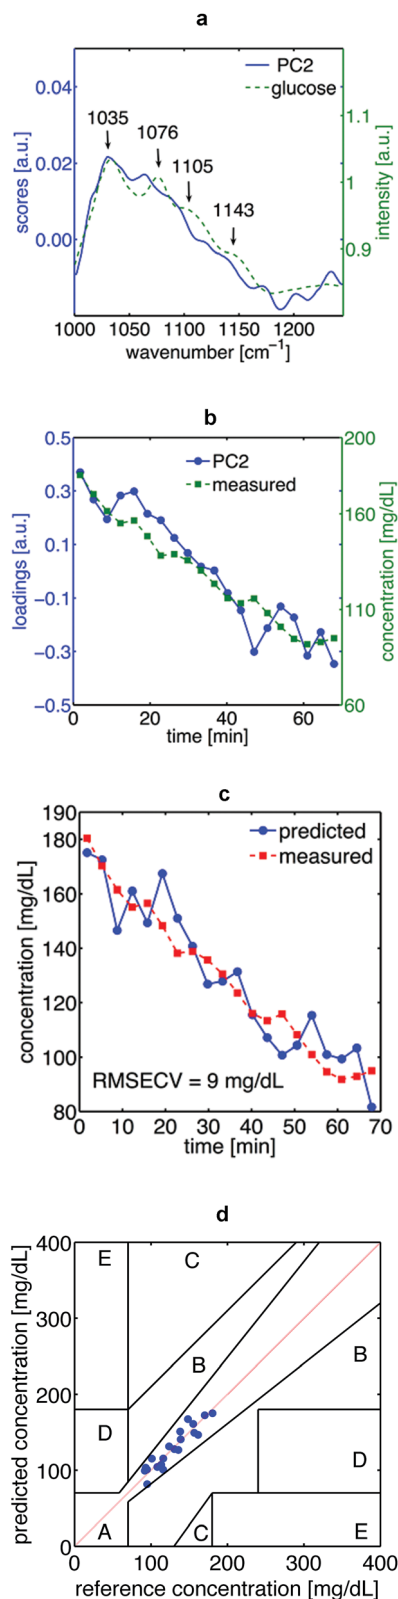 a
PC2
glucose
1035
1076
1105
1143
scores [a.u.]
0.04
0.02
0.00
intensity [a.u.]
1.1
1
0.9
1000 1050 1100 1150 1200
wavenumber [cm⁻¹]
b
PC2
measured
loadings [a.u.]
0.5
0.3
0.1
−0.1
−0.3
−0.5
concentration [mg/dL]
200
160
110
60
0 20 40 60
time [min]
c
predicted
measured
concentration [mg/dL]
190
180
160
140
120
100
80
RMSECV = 9 mg/dL
0 10 20 30 40 50 60 70
time [min]
d
predicted concentration [mg/dL]
400
300
200
100
0
E
C
B
B
D
D
A
C
E
0 100 200 300 400
reference concentration [mg/dL]